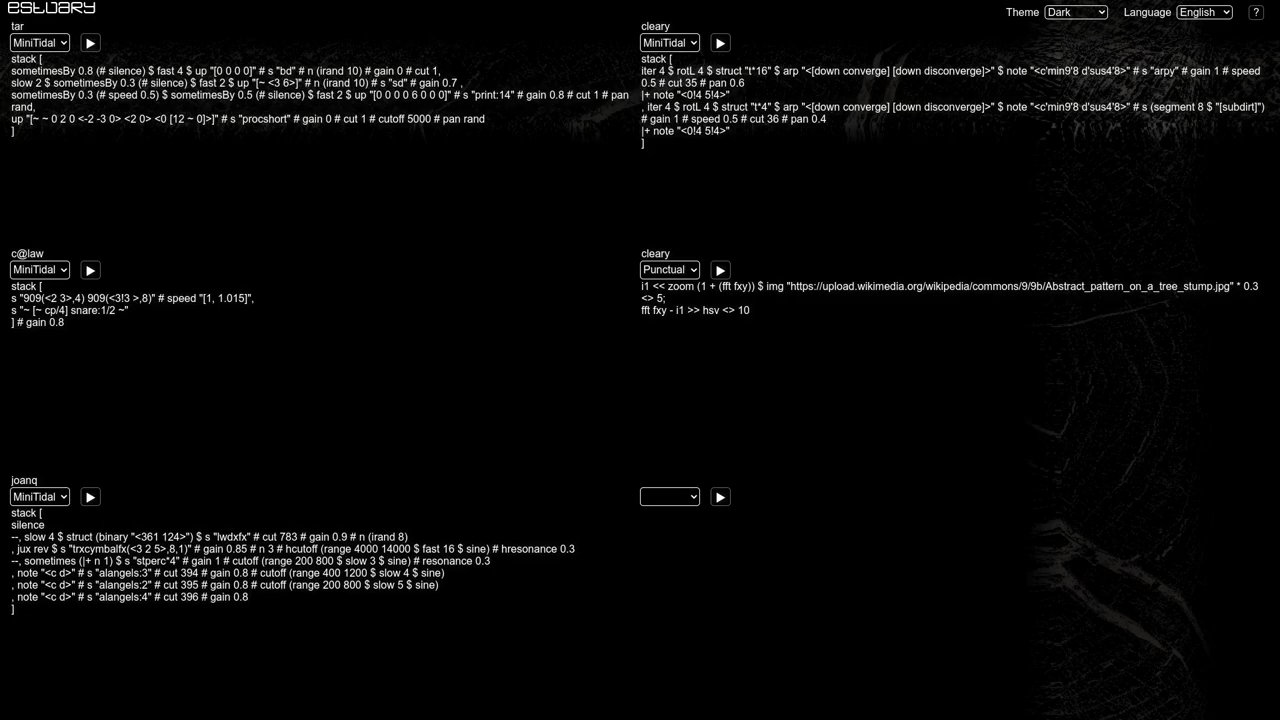 estuary
Theme Dark Language English ?
tar
MiniTidal
stack [
sometimesBy 0.8 (# silence) $ fast 4 $ up "[0 0 0 0]" # s "bd" # n (irand 10) # gain 0 # cut 1,
slow 2 $ sometimesBy 0.3 (# silence) $ fast 2 $ up "[~ <3 6>]" # n (irand 10) # s "sd" # gain 0.7 ,
sometimesBy 0.3 (# speed 0.5) $ sometimesBy 0.5 (# silence) $ fast 2 $ up "[0 0 0 0 6 0 0 0]" # s "print:14" # gain 0.8 # cut 1 # pan
rand,
up "[~ ~ 0 2 0 <-2 -3 0> <2 0> <0 [12 ~ 0]>]" # s "procshort" # gain 0 # cut 1 # cutoff 5000 # pan rand
]
cleary
MiniTidal
stack [
iter 4 $ rotL 4 $ struct "t*16" $ arp "<[down converge] [down disconverge]>" $ note "<c'min9'8 d'sus4'8>" # s "arpy" # gain 1 # speed
0.5 # cut 35 # pan 0.6
|+ note "<0!4 5!4>"
, iter 4 $ rotL 4 $ struct "t*4" $ arp "<[down converge] [down disconverge]>" $ note "<c'min9'8 d'sus4'8>" # s (segment 8 $ "[subdirt]")
# gain 1 # speed 0.5 # cut 36 # pan 0.4
|+ note "<0!4 5!4>"
]
c@law
MiniTidal
stack [
s "909(<2 3>,4) 909(<3!3 >,8)" # speed "[1, 1.015]",
s "~ [~ cp/4] snare:1/2 ~"
] # gain 0.8
cleary
Punctual
i1 << zoom (1 + (fft fxy)) $ img "https://upload.wikimedia.org/wikipedia/commons/9/9b/Abstract_pattern_on_a_tree_stump.jpg" * 0.3
<> 5;
fft fxy - i1 >> hsv <> 10
joanq
MiniTidal
stack [
silence
--, slow 4 $ struct (binary "<361 124>") $ s "lwdxfx" # cut 783 # gain 0.9 # n (irand 8)
, jux rev $ s "trxcymbalfx(<3 2 5>,8,1)" # gain 0.85 # n 3 # hcutoff (range 4000 14000 $ fast 16 $ sine) # hresonance 0.3
--, sometimes (|+ n 1) $ s "stperc*4" # gain 1 # cutoff (range 200 800 $ slow 3 $ sine) # resonance 0.3
, note "<c d>" # s "alangels:3" # cut 394 # gain 0.8 # cutoff (range 400 1200 $ slow 4 $ sine)
, note "<c d>" # s "alangels:2" # cut 395 # gain 0.8 # cutoff (range 200 800 $ slow 5 $ sine)
, note "<c d>" # s "alangels:4" # cut 396 # gain 0.8
]